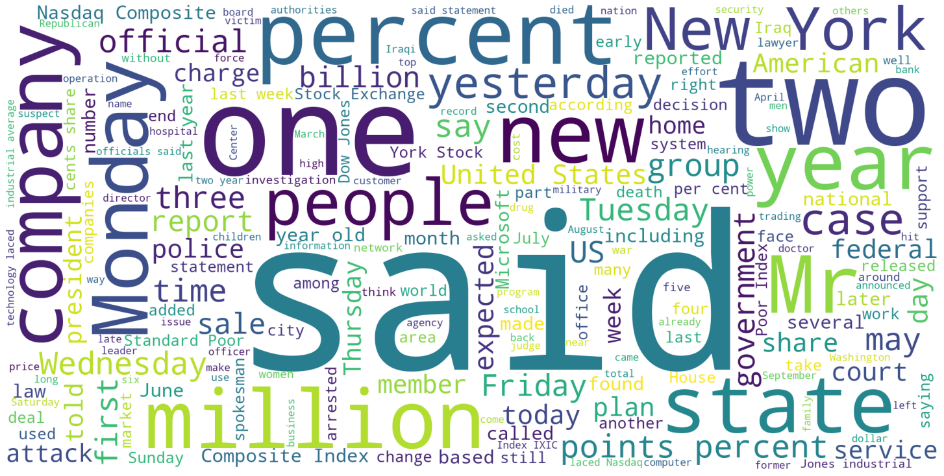 Nasdaq Composite
board
authorities
said statement
died
nation
percent
New York
security
others
Republican
victim
Iraqi
early
Iraq
lawyer
company
official
without
force
top
reported
effort
American
well
bank
Monday
operation
charge
billion
yesterday
right
two
name
last week
Stock Exchange
according
second
decision
April
men
show
suspect
number
end
hospital
one
record
new
home
hearing
industrial average
cents share
officials said
last year
Center
March
Dow Jones
say
York Stock
system
year
high
cost
group
three
two year
investigation
customer
United States
part
military
death
per cent
power
national
companies
director
people
drug
Tuesday
case
support
president
report
children
information
year old
month
asked
Microsoft
July
August
including
US
government
trading
face
doctor
hit
federal
technology laced
way
police
statement
network
said
war
many
Mr
Poor Index
released
around
announced
time
added
issue
among
think
world
expected
program
office
week
five
four
later
day
work
sale
city
Thursday
agency
area
school
made
already
last
several
Standard Poor
late
leader
officer
back
judge
near
share
may
price
Wednesday
make
women
member
Friday
came
found
House
take
Washington
court
saying
long
Saturday
six
use
June
spokesman
business
arrested
come
total
state
September
family
left
law
told
first
market
million
today
plan
another
deal
used
called
points percent
dollar
service
attack
Sunday
Composite Index
change
based
Index IXIC
still
laced Nasdaq
computer
former
Jones industrial